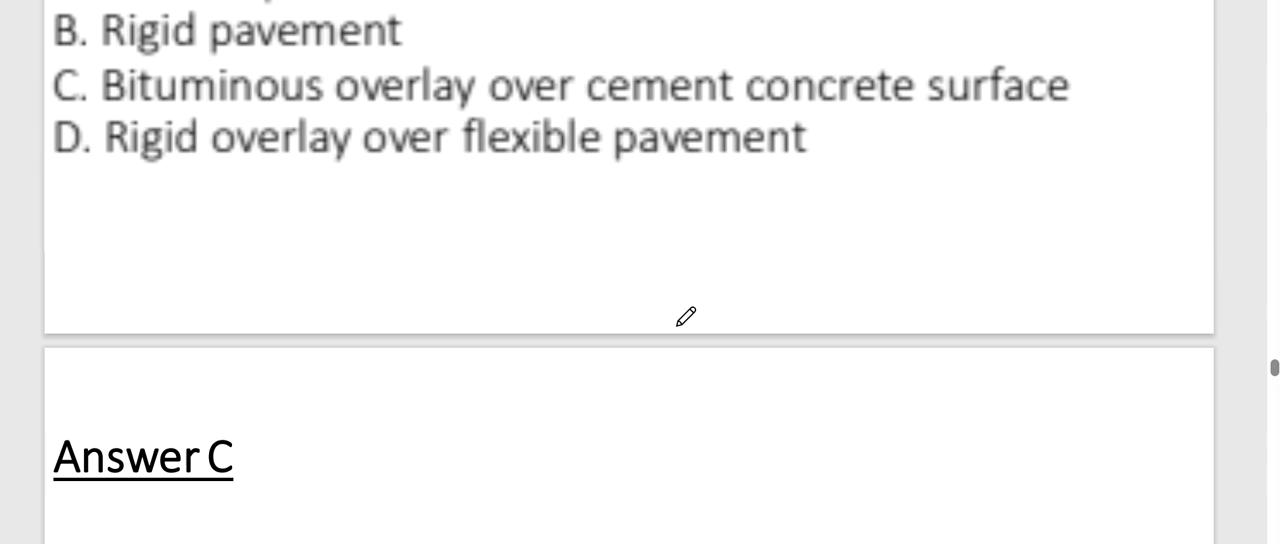 B. Rigid pavement
C. Bituminous overlay over cement concrete surface
D. Rigid overlay over flexible pavement
Answer C